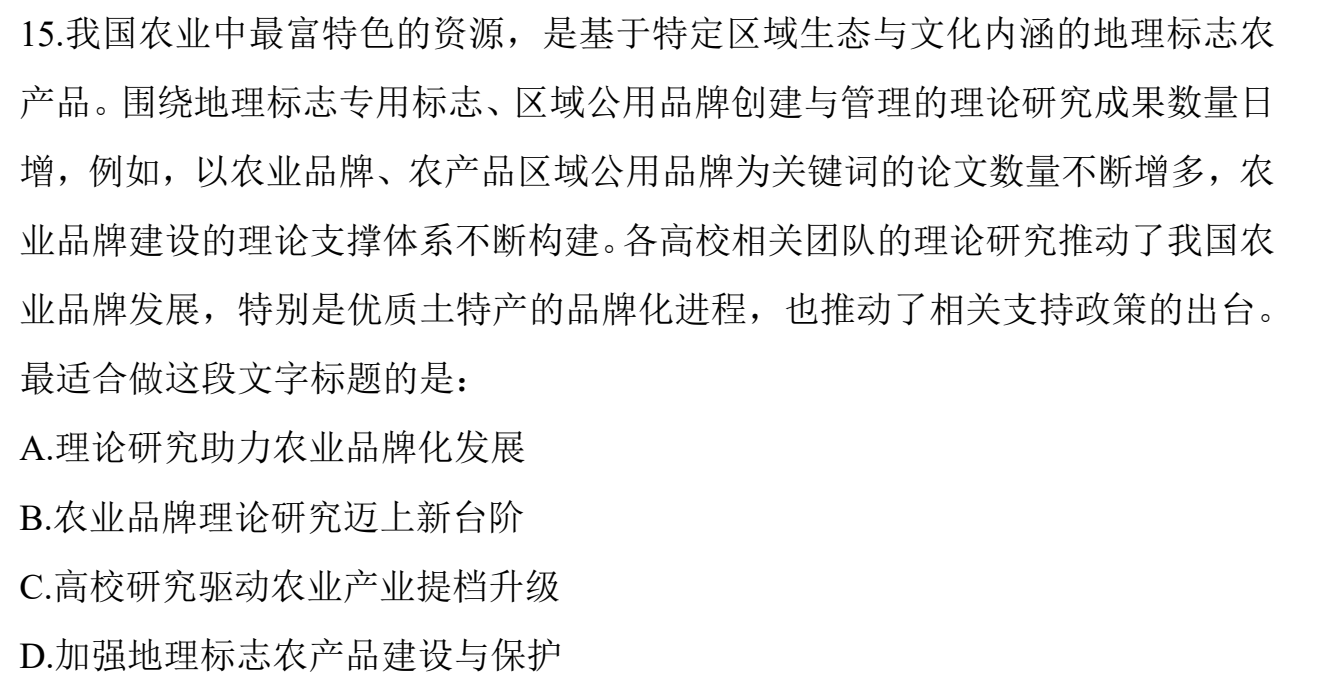 15.我国农业中最富特色的资源，是基于特定区域生态与文化内涵的地理标志农
产品。围绕地理标志专用标志、区域公用品牌创建与管理的理论研究成果数量日
增，例如，以农业品牌、农产品区域公用品牌为关键词的论文数量不断增多，农
业品牌建设的理论支撑体系不断构建。各高校相关团队的理论研究推动了我国农
业品牌发展，特别是优质土特产的品牌化进程，也推动了相关支持政策的出台。
最适合做这段文字标题的是：
A.理论研究助力农业品牌化发展
B.农业品牌理论研究迈上新台阶
C.高校研究驱动农业产业提档升级
D.加强地理标志农产品建设与保护